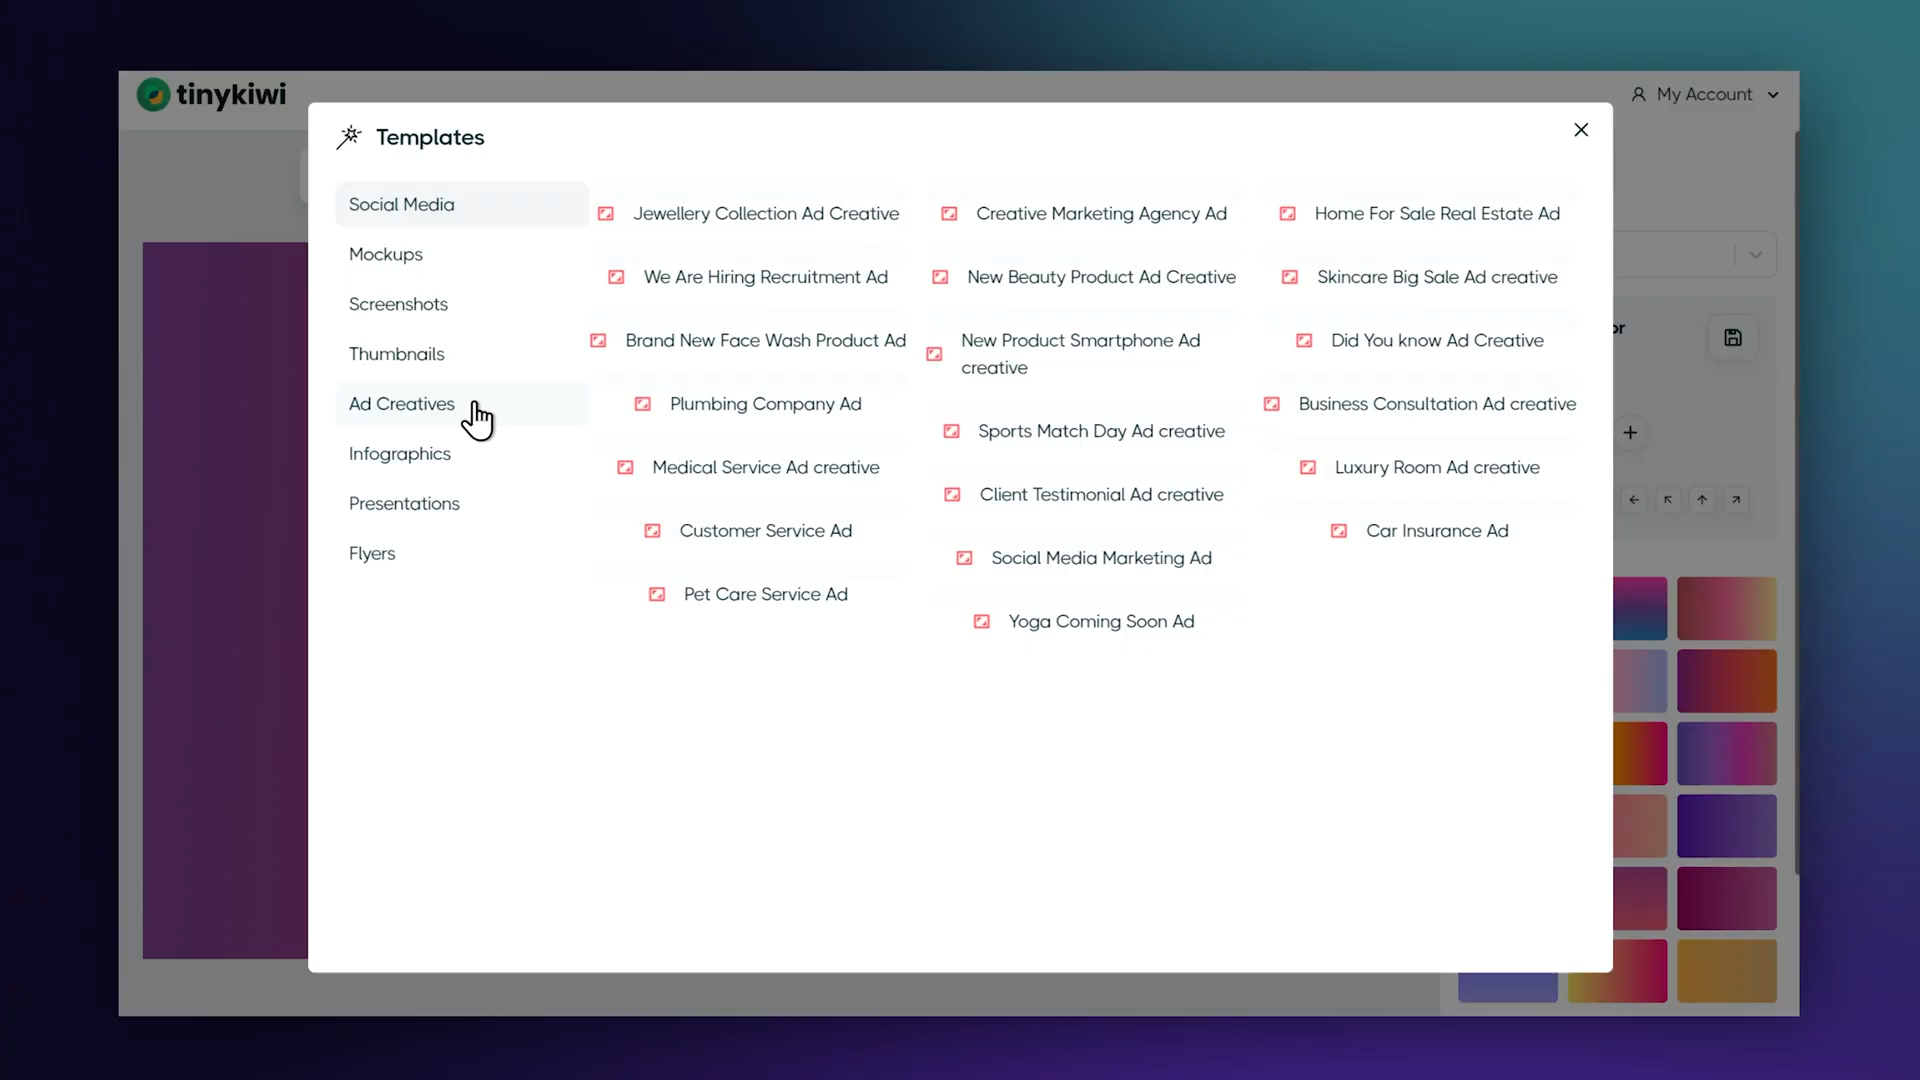 tinykiwi
My Account
Templates
Social Media
Mockups
Screenshots
Thumbnails
Ad Creatives
Infographics
Presentations
Flyers
Jewellery Collection Ad Creative
We Are Hiring Recruitment Ad
Brand New Face Wash Product Ad
Plumbing Company Ad
Medical Service Ad creative
Customer Service Ad
Pet Care Service Ad
Creative Marketing Agency Ad
New Beauty Product Ad Creative
New Product Smartphone Ad
creative
Sports Match Day Ad creative
Client Testimonial Ad creative
Social Media Marketing Ad
Yoga Coming Soon Ad
Home For Sale Real Estate Ad
Skincare Big Sale Ad creative
Did You know Ad Creative
Business Consultation Ad creative
Luxury Room Ad creative
Car Insurance Ad